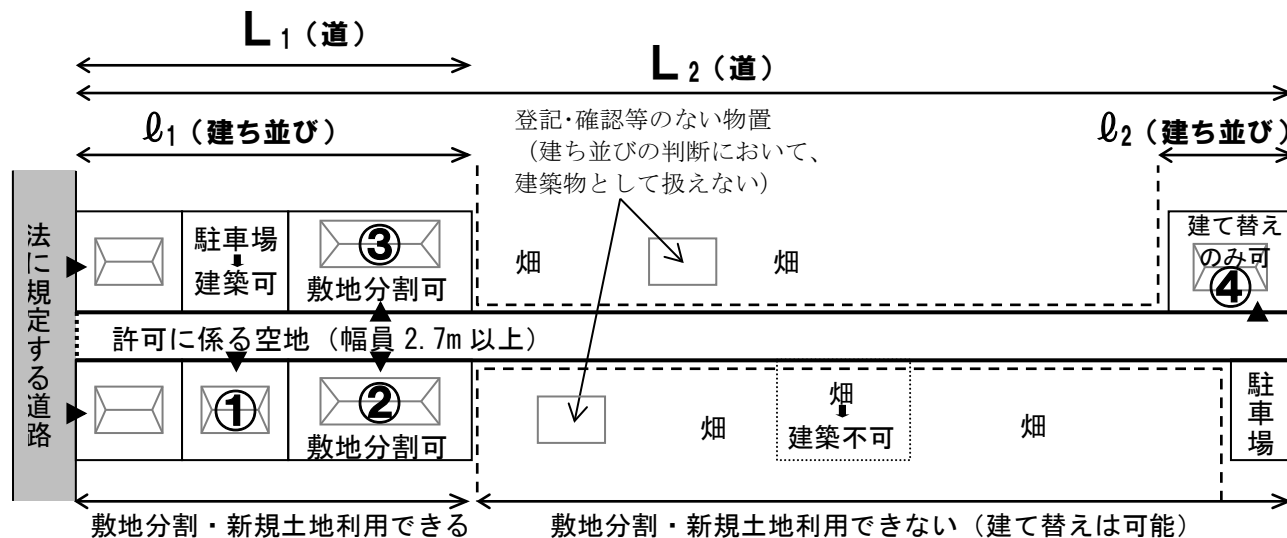 L1（道）
L2（道）
ℓ1（建ち並び）
登記･確認等のない物置
（建ち並びの判断において、
建築物として扱えない）
ℓ2（建ち並び）
法に規定する道路
駐車場
建築可
③
敷地分割可
畑
畑
建て替え
のみ可
④
許可に係る空地（幅員 2.7m 以上）
①
②
敷地分割可
畑
畑
建築不可
畑
駐車場
敷地分割・新規土地利用できる
敷地分割・新規土地利用できない（建て替えは可能）